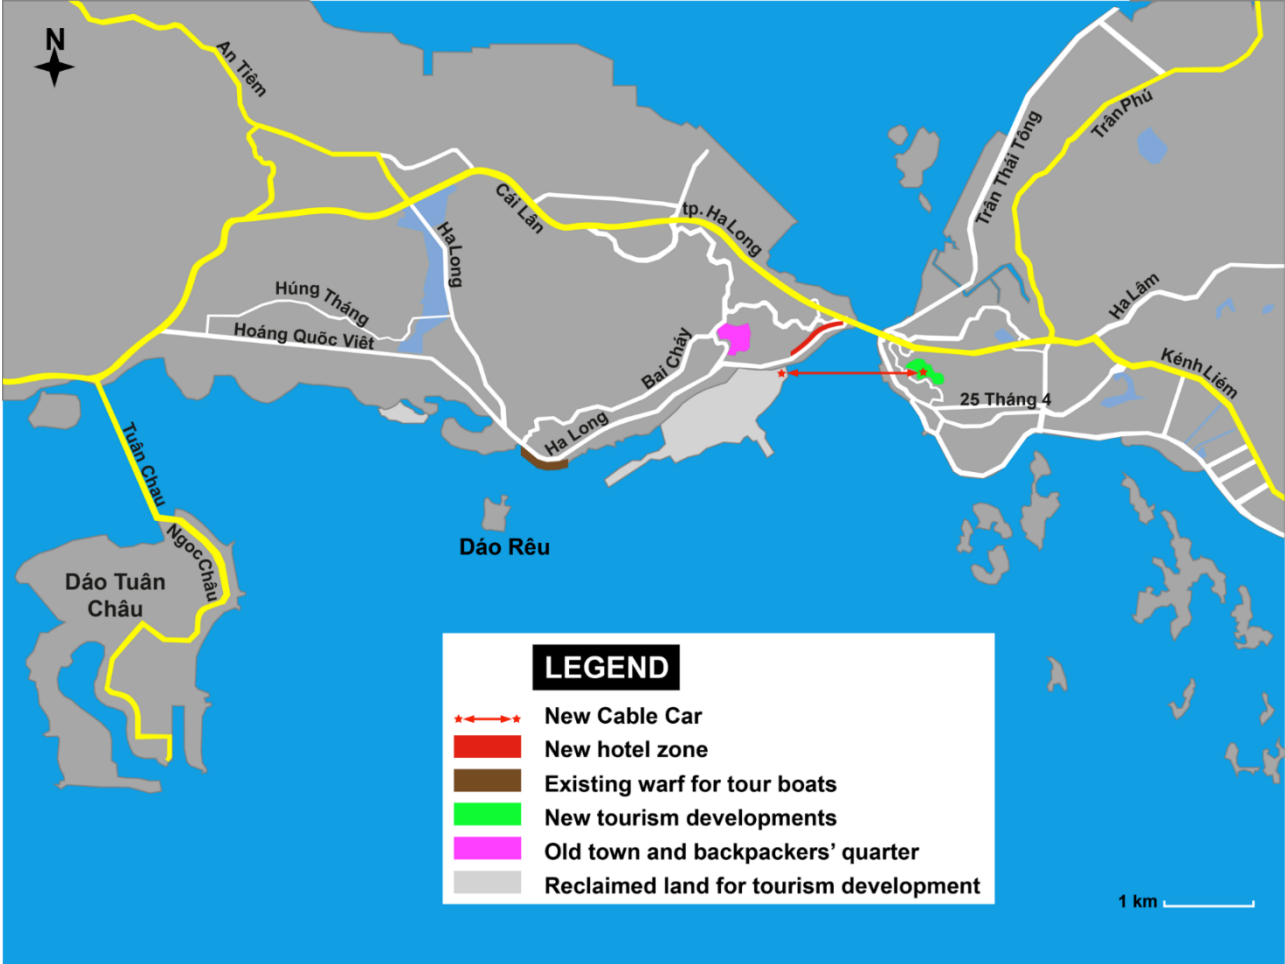 N
An Tiêm
Trân Phú
Trân Thái Tông
Cái Lân
tp. Ha Long
Ha Long
Húng Tháng
Hoáng Quõc Viêt
Bai Cháy
Ha Lâm
Kénh Liém
25 Tháng 4
Ha Long
Tuân Chau
Ngoc Châu
Dáo Rêu
Dáo Tuân
Châu
LEGEND
New Cable Car
New hotel zone
Existing warf for tour boats
New tourism developments
Old town and backpackers’ quarter
Reclaimed land for tourism development
1 km